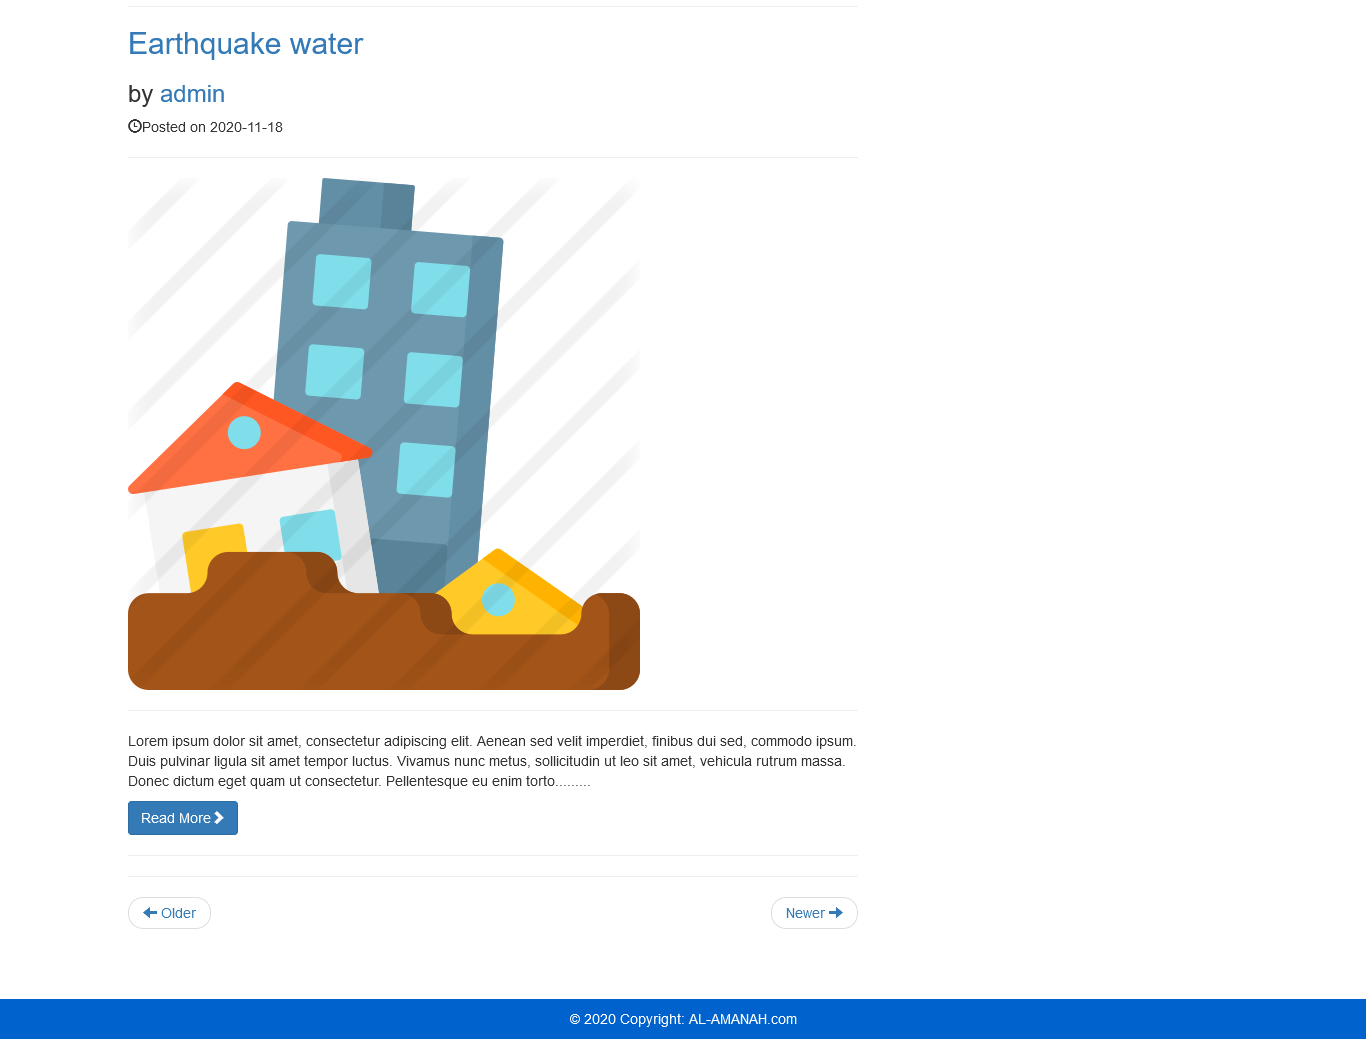 Earthquake water
by admin
Posted on 2020-11-18
Lorem ipsum dolor sit amet, consectetur adipiscing elit. Aenean sed velit imperdiet, finibus dui sed, commodo ipsum.
Duis pulvinar ligula sit amet tempor luctus. Vivamus nunc metus, sollicitudin ut leo sit amet, vehicula rutrum massa.
Donec dictum eget quam ut consectetur. Pellentesque eu enim torto.........
Read More
Older
Newer
© 2020 Copyright: AL-AMANAH.com